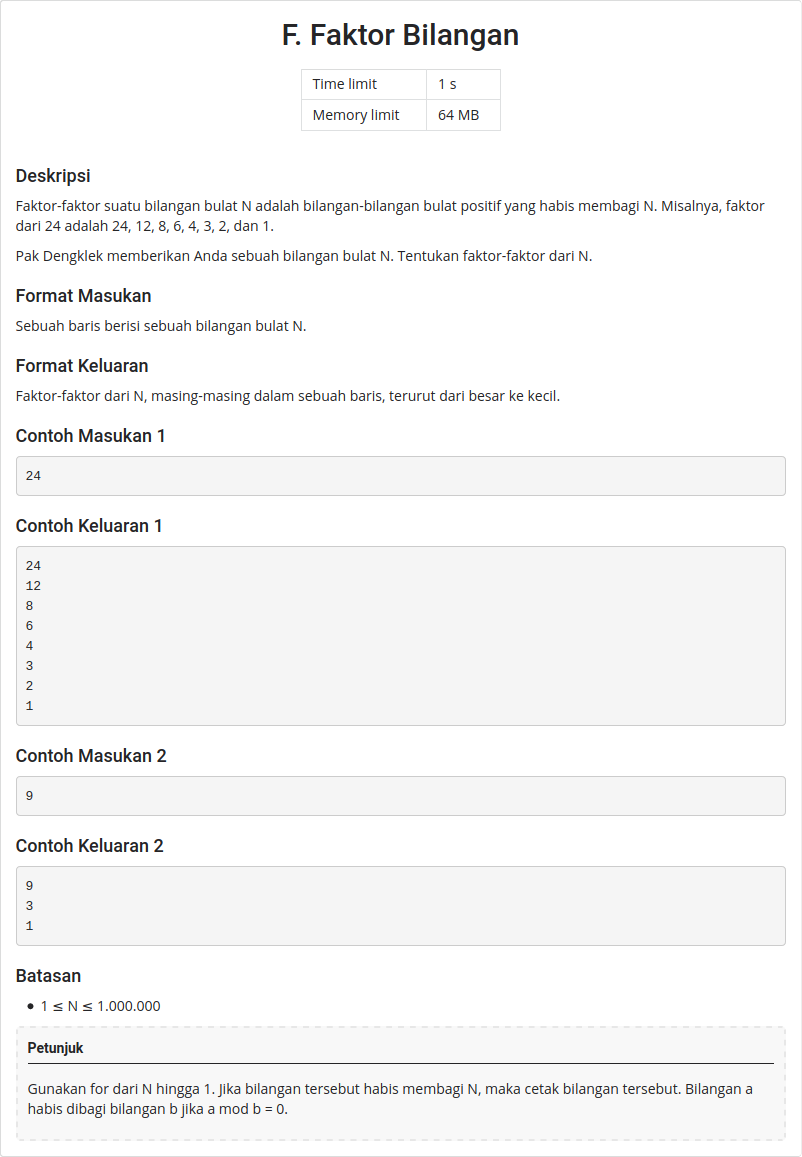 F. Faktor Bilangan
Time limit 1 s
Memory limit 64 MB
Deskripsi
Faktor-faktor suatu bilangan bulat N adalah bilangan-bilangan bulat positif yang habis membagi N. Misalnya, faktor
dari 24 adalah 24, 12, 8, 6, 4, 3, 2, dan 1.
Pak Dengklek memberikan Anda sebuah bilangan bulat N. Tentukan faktor-faktor dari N.
Format Masukan
Sebuah baris berisi sebuah bilangan bulat N.
Format Keluaran
Faktor-faktor dari N, masing-masing dalam sebuah baris, terurut dari besar ke kecil.
Contoh Masukan 1
24
Contoh Keluaran 1
24
12
8
6
4
3
2
1
Contoh Masukan 2
9
Contoh Keluaran 2
9
3
1
Batasan
• 1 ≤ N ≤ 1.000.000
Petunjuk
Gunakan for dari N hingga 1. Jika bilangan tersebut habis membagi N, maka cetak bilangan tersebut. Bilangan a
habis dibagi bilangan b jika a mod b = 0.